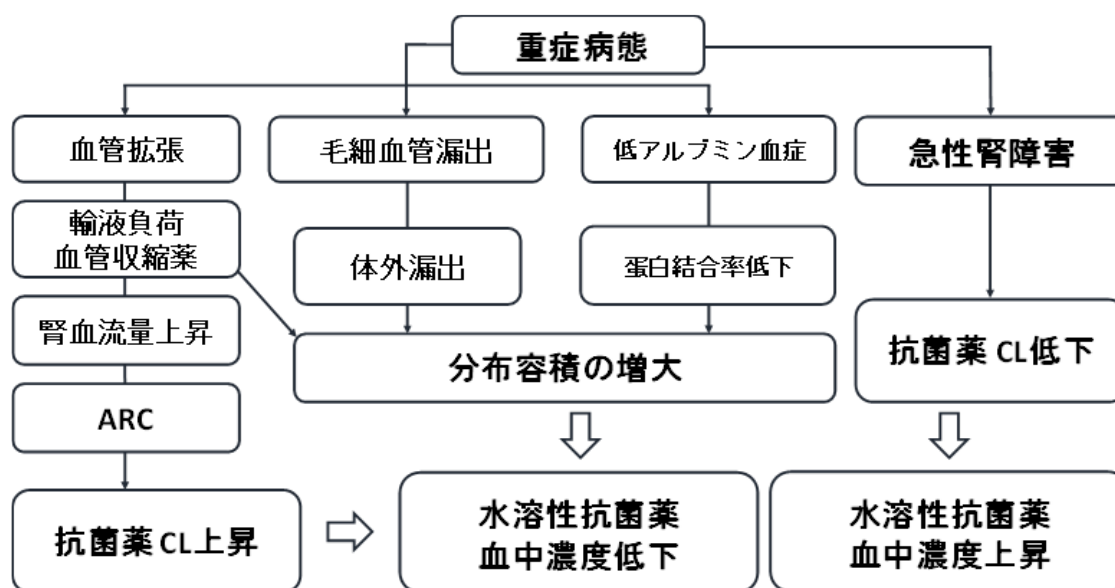 重症病態
血管拡張
毛細血管漏出
低アルブミン血症
急性腎障害
輸液負荷
血管収縮薬
体外漏出
蛋白結合率低下
腎血流量上昇
分布容積の増大
抗菌薬 CL低下
ARC
抗菌薬 CL上昇
水溶性抗菌薬
血中濃度低下
水溶性抗菌薬
血中濃度上昇